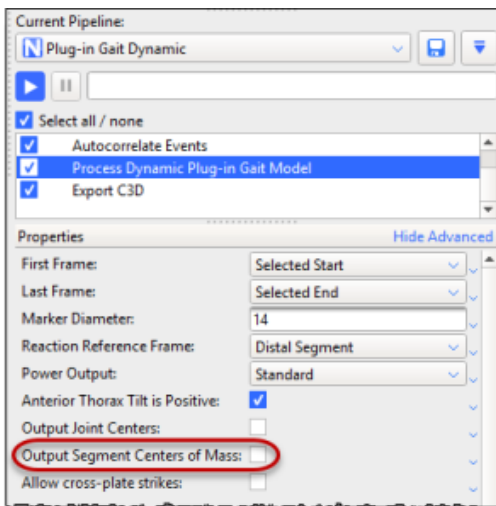 Current Pipeline:
Plug-in Gait Dynamic
Select all / none
Autocorrelate Events
Process Dynamic Plug-in Gait Model
Export C3D
Properties Hide Advanced
First Frame: Selected Start
Last Frame: Selected End
Marker Diameter: 14
Reaction Reference Frame: Distal Segment
Power Output: Standard
Anterior Thorax Tilt is Positive:
Output Joint Centers:
Output Segment Centers of Mass:
Allow cross-plate strikes: